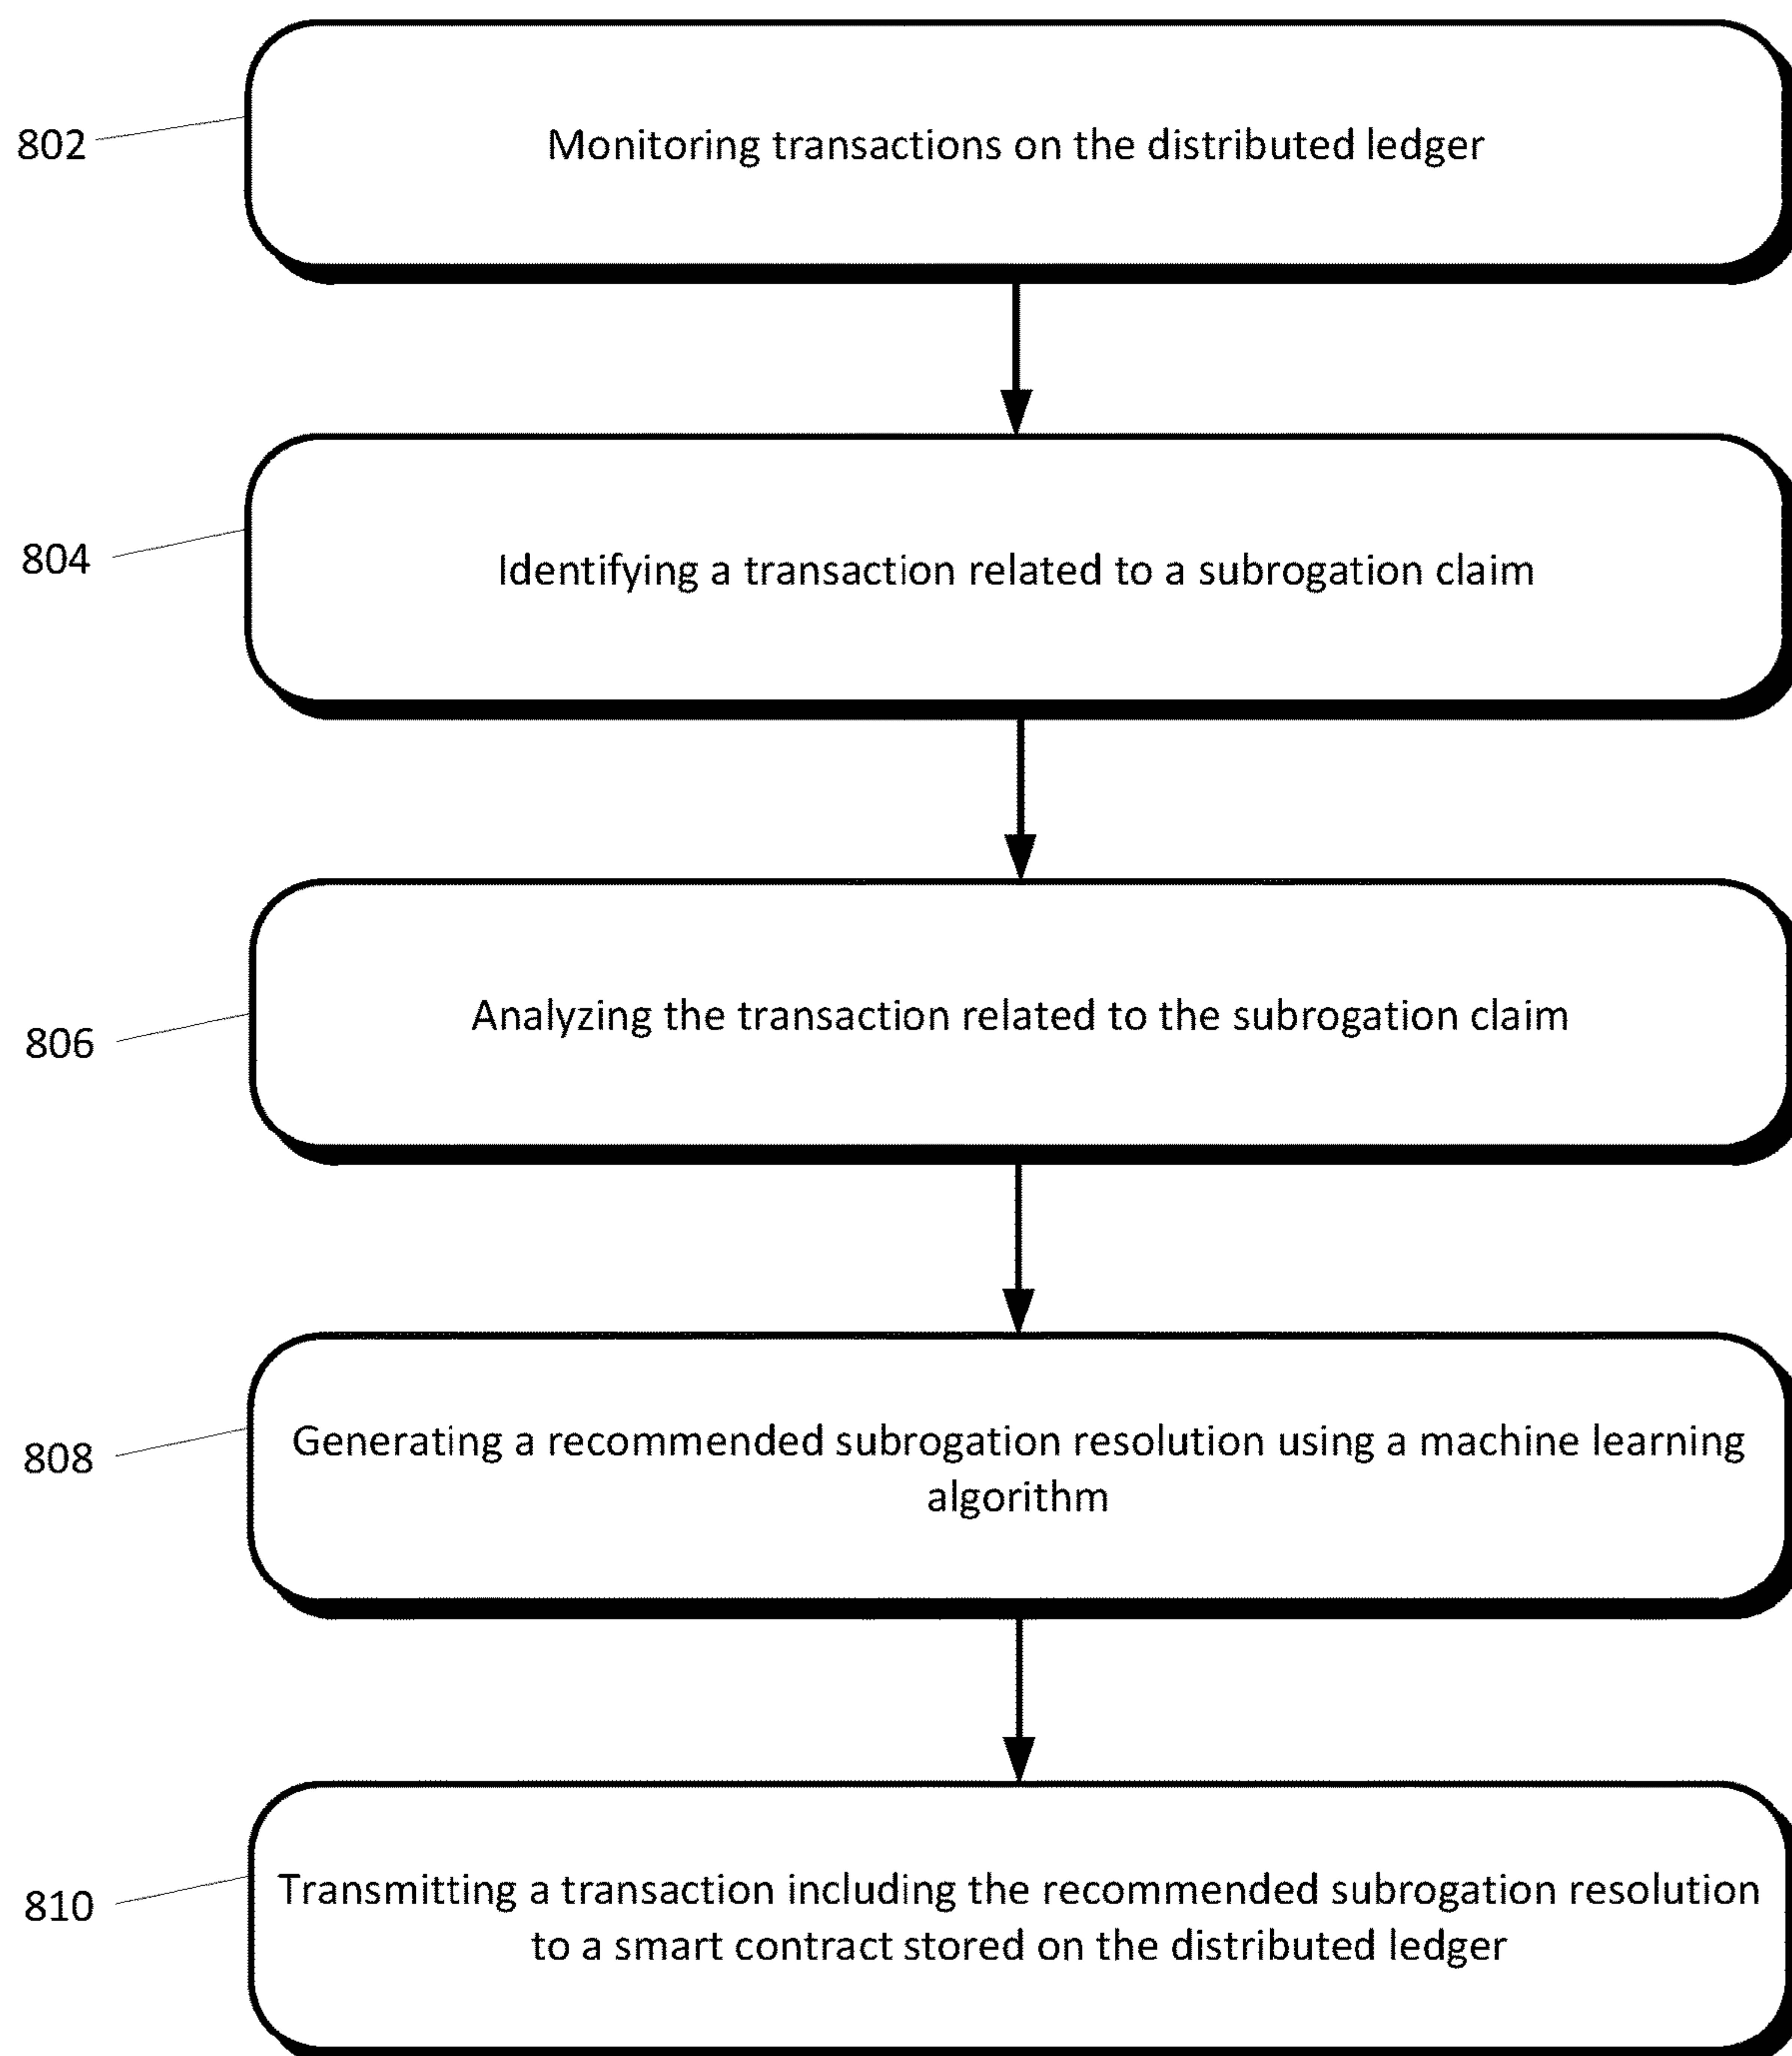 802
Monitoring transactions on the distributed ledger
804
Identifying a transaction related to a subrogation claim
806
Analyzing the transaction related to the subrogation claim
808
Generating a recommended subrogation resolution using a machine learning
algorithm
810
Transmitting a transaction including the recommended subrogation resolution
to a smart contract stored on the distributed ledger